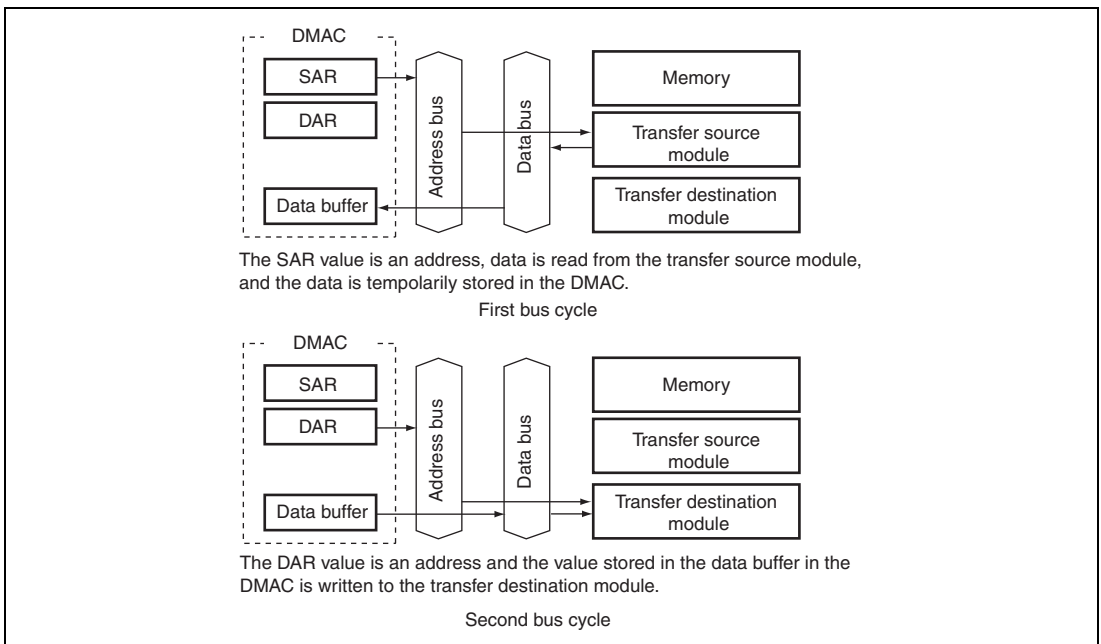 DMAC
SAR
DAR
Data buffer
Address bus
Data bus
Memory
Transfer source
module
Transfer destination
module
The SAR value is an address, data is read from the transfer source module,
and the data is tempolarily stored in the DMAC.
First bus cycle
DMAC
SAR
DAR
Data buffer
Address bus
Data bus
Memory
Transfer source
module
Transfer destination
module
The DAR value is an address and the value stored in the data buffer in the
DMAC is written to the transfer destination module.
Second bus cycle